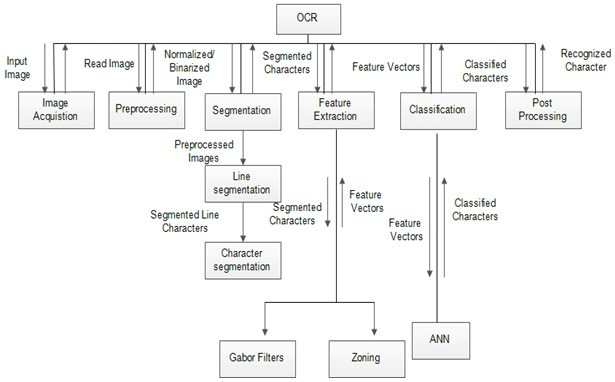 OCR
Input
Image
Read Image
Normalized/
Binarized
Image
Segmented
Characters
Feature Vectors
Classified
Characters
Recognized
Character
Image
Acquistion
Preprocessing
Segmentation
Feature
Extraction
Classification
Post
Processing
Preprocessed
Images
Line
segmentation
Segmented Line
Characters
Character
segmentation
Segmented
Characters
Feature
Vectors
Feature
Vectors
Classified
Characters
Gabor Filters
Zoning
ANN